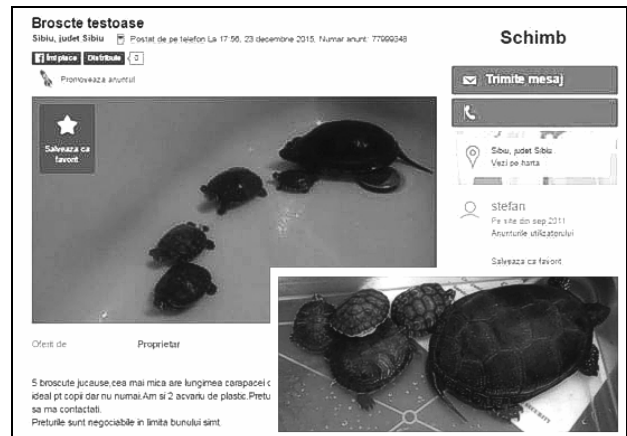 Broscte testoase
Sibiu, judet Sibiu Postat de pe telefon La 17:56, 23 decembrie 2015, Numar anunt: 77999348
Îmi place Distribuie 0
Promoveaza anuntul
Salveaza ca
favorit
Schimb
Trimite mesaj
Sibiu, judet Sibiu
Vezi pe harta
stefan
Pe site din sep 2011
Anunturile utilizatorului
Salveaza ca favorit
Oferit de Proprietar
5 broscute jucause,cea mai mica are lungimea carapacei
ideal pt copii dar nu numai.Am si 2 acvariu de plastic.Pretu
sa ma contactati.
Preturile sunt negociabile in limita bunului simt.